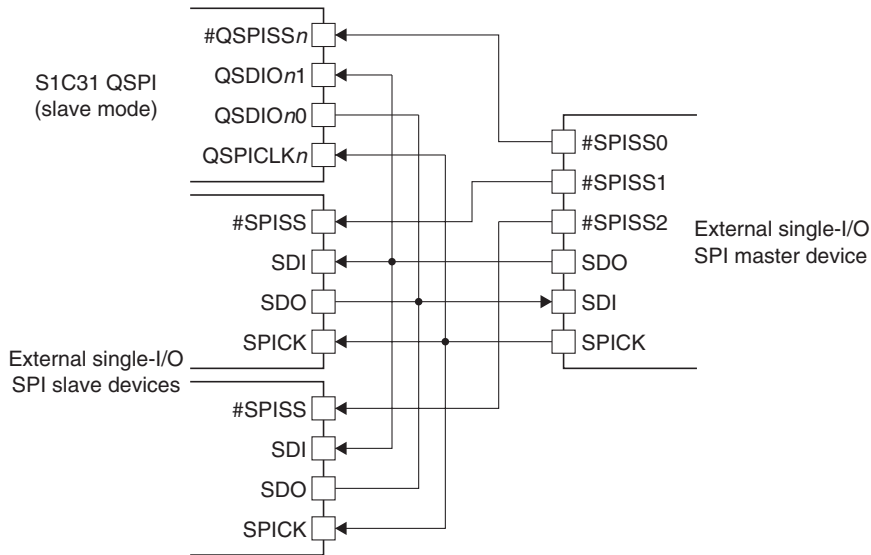 S1C31 QSPI
(slave mode)
#QSPISSn
QSDIOn1
QSDIOn0
QSPICLKn
External single-I/O
SPI slave devices
#SPISS
SDI
SDO
SPICK
#SPISS
SDI
SDO
SPICK
#SPISS0
#SPISS1
#SPISS2
SDO
SDI
SPICK
External single-I/O
SPI master device